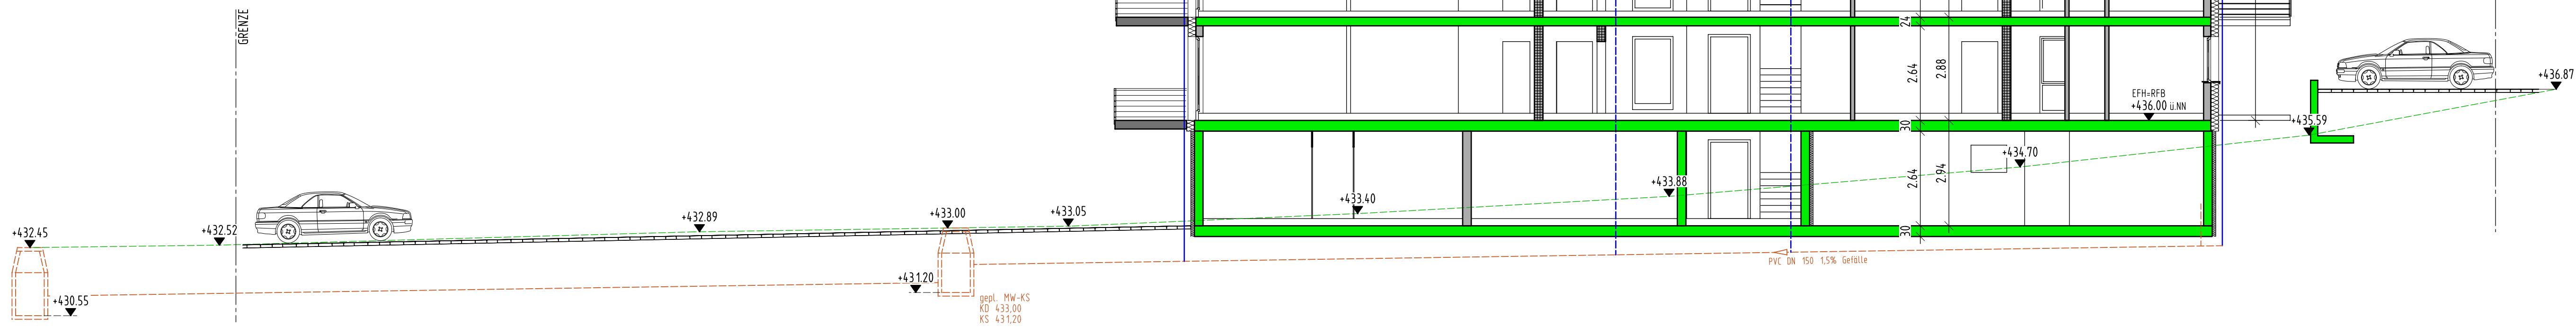 GRENZE
+432.45
+430.55
+432.52
+432.89
+433.00
+433.05
+431.20
gepl. MW-KS
KD 433,00
KS 431,20
+433.40
+433.88
PVC DN 150 1,5% Gefälle
24
2.64
2.88
30
2.64
2.94
30
EFH=RFB
+436.00 ü.NN
+434.70
+435.59
+436.87